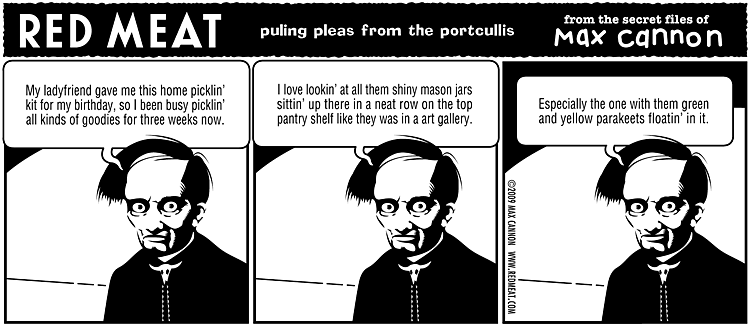 RED MEAT
puling pleas from the portcullis
from the secret files of
Max Cannon
My ladyfriend gave me this home picklin'
kit for my birthday, so I been busy picklin'
all kinds of goodies for three weeks now.
I love lookin' at all them shiny mason jars
sittin' up there in a neat row on the top
pantry shelf like they was in a art gallery.
Especially the one with them green
and yellow parakeets floatin' in it.
©2009 MAX CANNON WWW.REDMEAT.COM